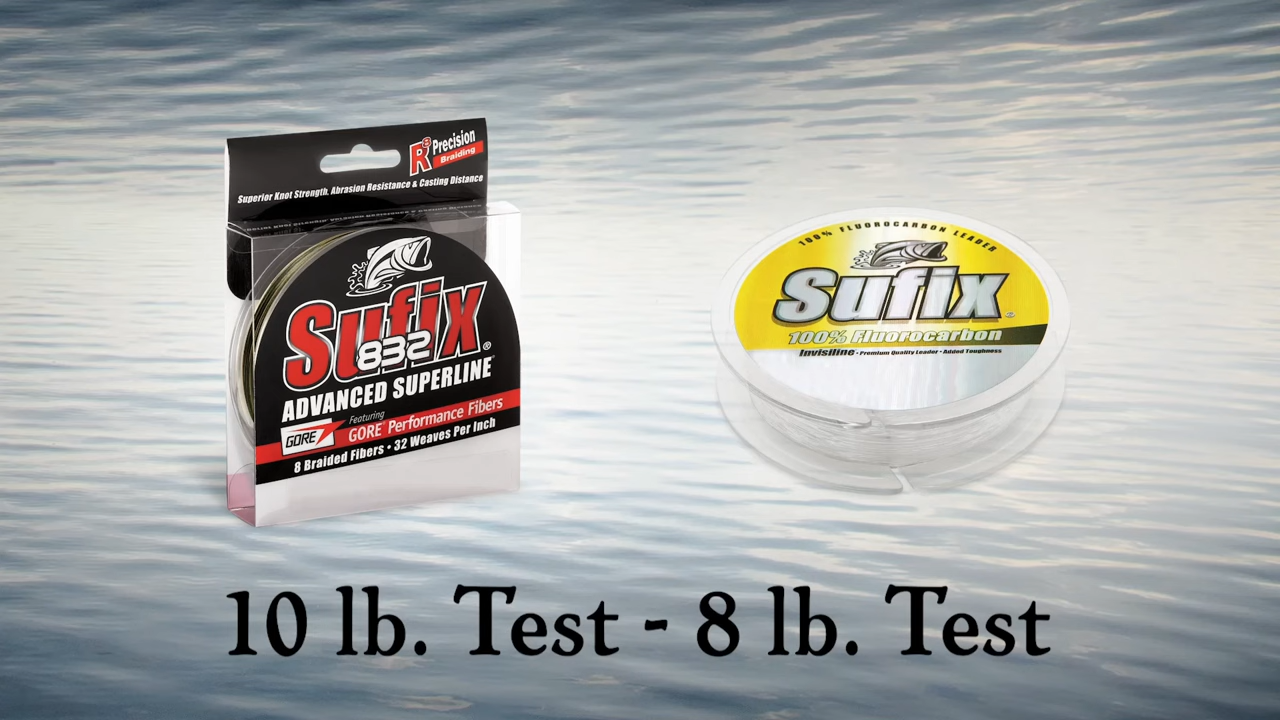 R2 Precision
Braiding
Superior Knot Strength, Abrasion Resistance & Casting Distance
Sufix®
832
ADVANCED SUPERLINE
GORE
Featuring
GORE Performance Fibers
8 Braided Fibers • 32 Weaves Per Inch
100% FLUOROCARBON LEADER
Sufix®
100% Fluorocarbon
Invisiline • Premium Quality Leader • Added Toughness
10 lb. Test - 8 lb. Test